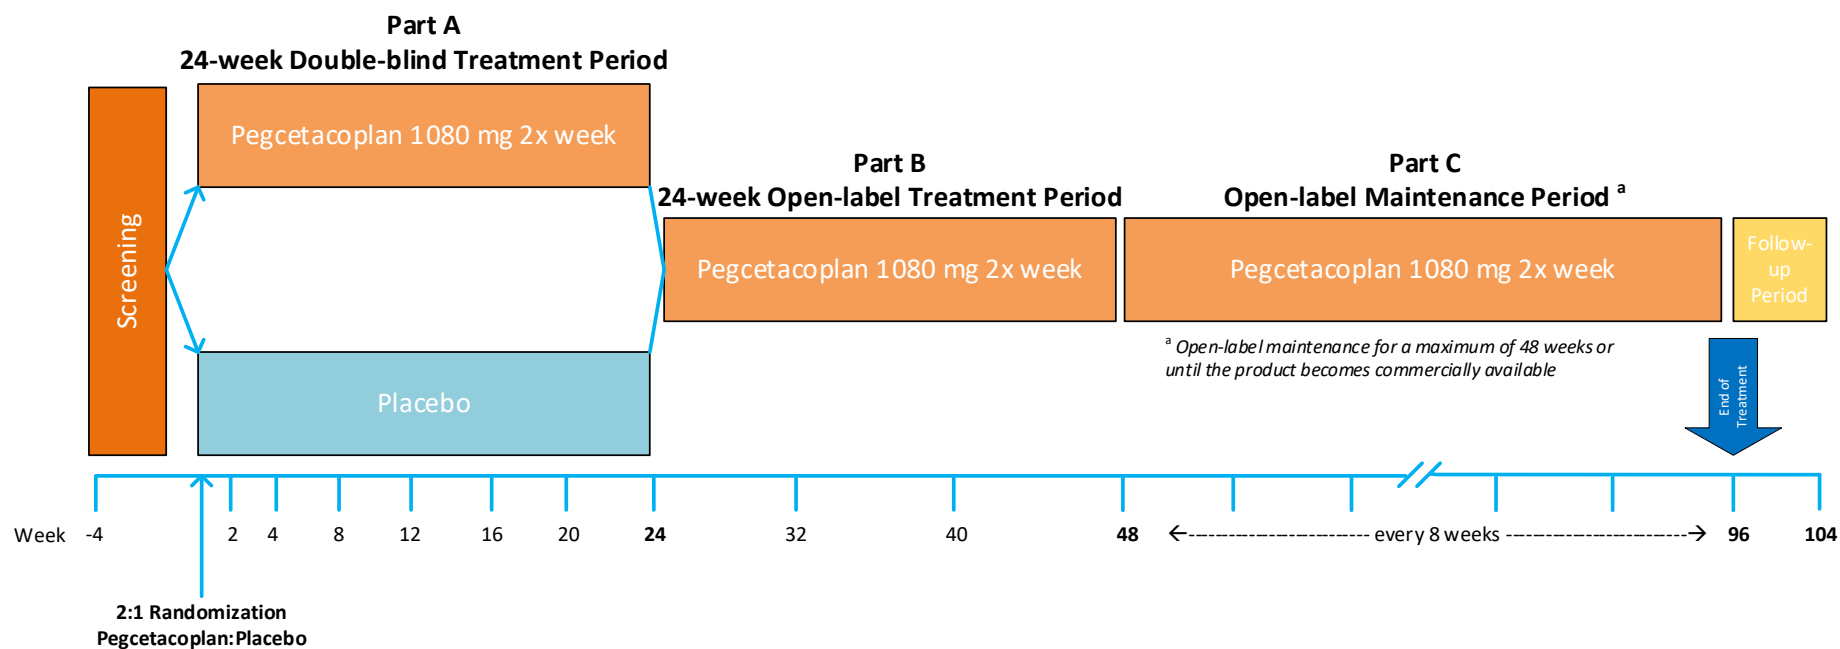 Part A
24-week Double-blind Treatment Period
Screening
Pegcetacoplan 1080 mg 2x week
Placebo
Part B
24-week Open-label Treatment Period
Pegcetacoplan 1080 mg 2x week
Part C
Open-label Maintenance Period a
Pegcetacoplan 1080 mg 2x week
Follow-
up
Period
a Open-label maintenance for a maximum of 48 weeks or
until the product becomes commercially available
End of
Treatment
Week -4 2 4 8 12 16 20 24 32 40 48 ←---------------------------- every 8 weeks ----------------------------→ 96 104
2:1 Randomization
Pegcetacoplan:Placebo